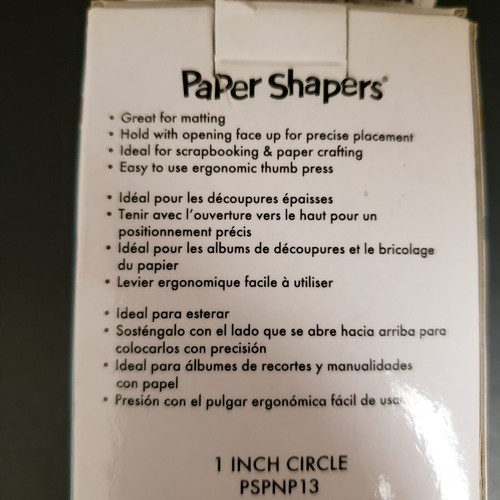 PaPer Shapers®
• Great for matting
• Hold with opening face up for precise placement
• Ideal for scrapbooking & paper crafting
• Easy to use ergonomic thumb press
• Idéal pour les découpures épaisses
• Tenir avec l'ouverture vers le haut pour un
positionnement précis
• Idéal pour les albums de découpures et le bricolage
du papier
• Levier ergonomique facile à utiliser
• Ideal para esterar
• Sosténgalo con el lado que se abre hacia arriba para
colocarlos con precisión
• Ideal para álbumes de recortes y manualidades
con papel
• Presión con el pulgar ergonómica fácil de usar
1 INCH CIRCLE
PSPNP13